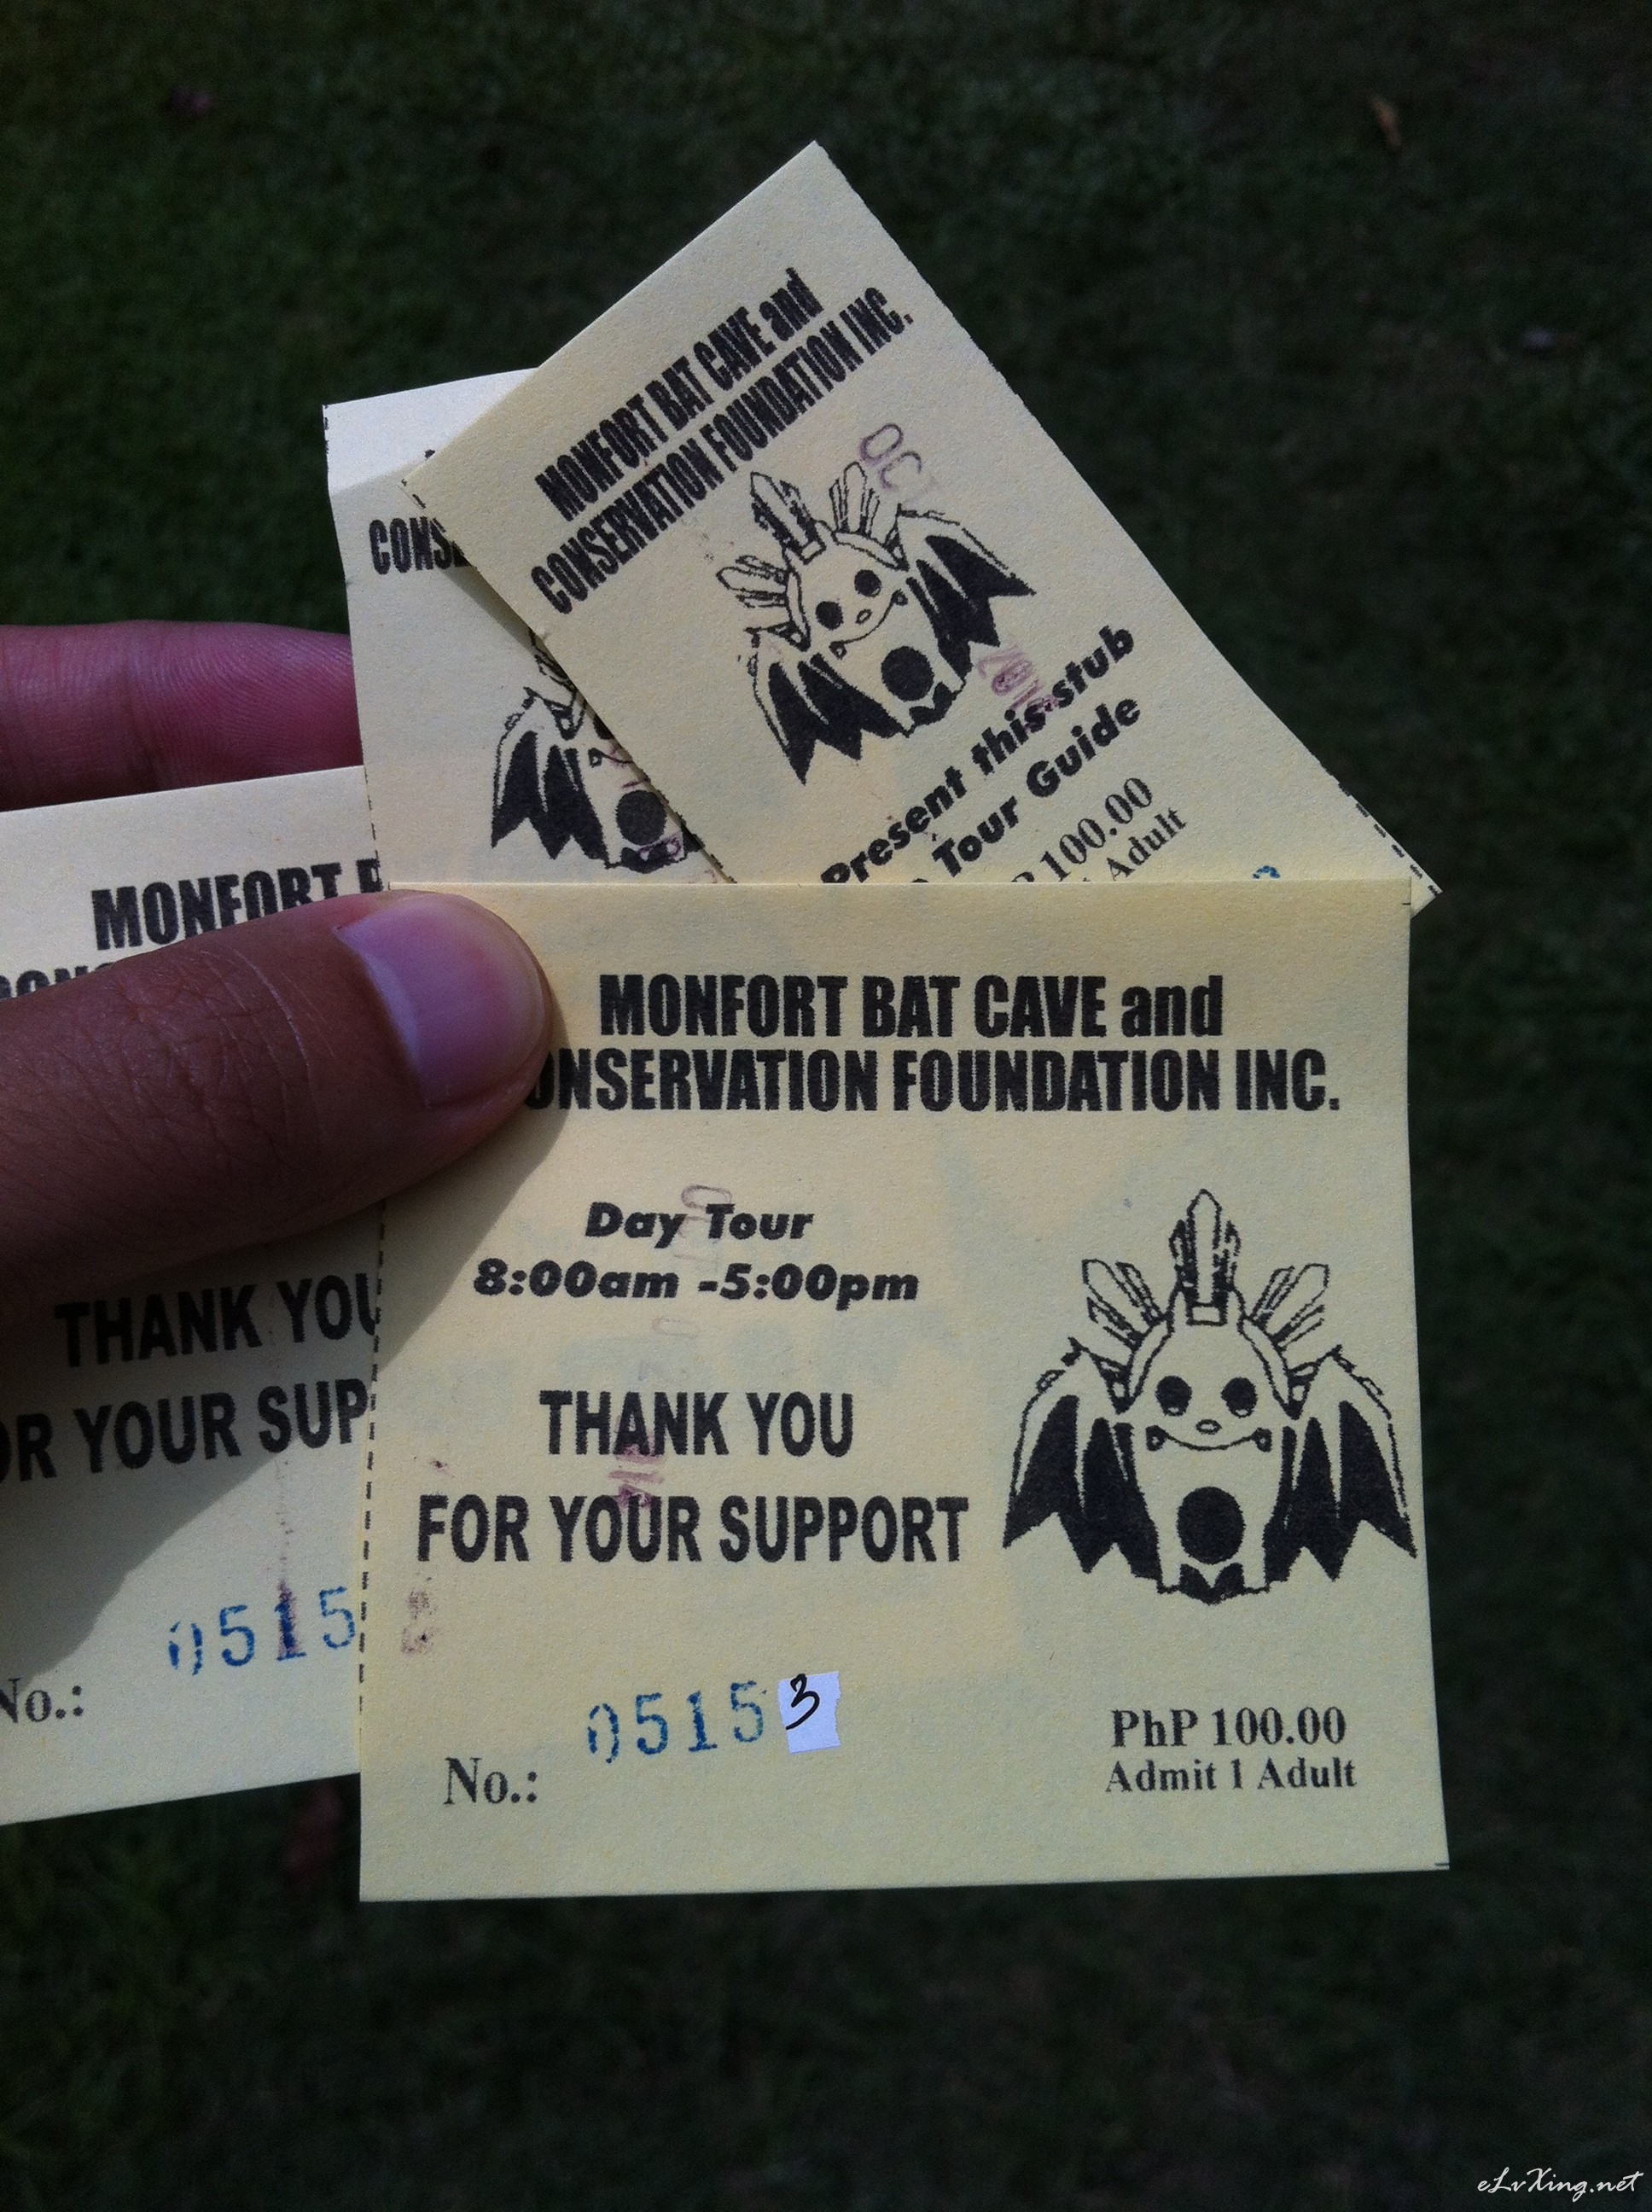 MONFORT BAT CAVE and
CONSERVATION FOUNDATION INC.
OCT
Present this stub
Tour Guide
100.00
Adult
CONS
MONFORT
THANK YOU
OR YOUR SUP
0515
No.:
MONFORT BAT CAVE and
ONSERVATION FOUNDATION INC.
Day Tour
8:00am -5:00pm
THANK YOU
FOR YOUR SUPPORT
05153
No.:
PhP 100.00
Admit 1 Adult
eLvXing.net